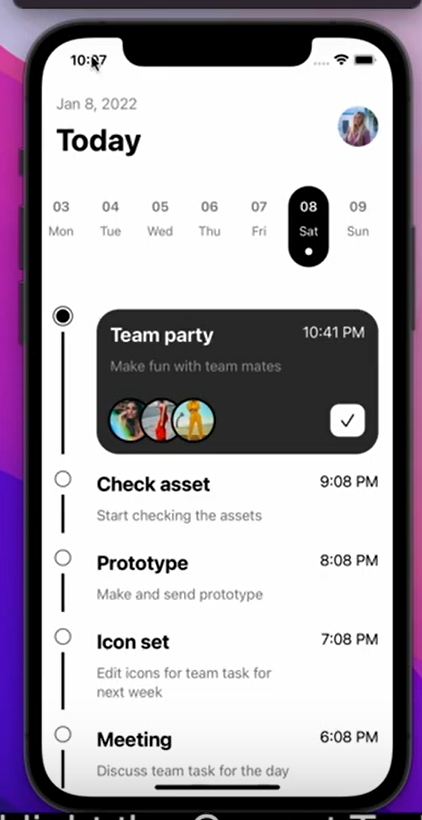 Jan 8, 2022
Today
03 04 05 06 07 08 09
Mon Tue Wed Thu Fri Sat Sun
Team party 10:41 PM
Make fun with team mates
Check asset 9:08 PM
Start checking the assets
Prototype 8:08 PM
Make and send prototype
Icon set 7:08 PM
Edit icons for team task for
next week
Meeting 6:08 PM
Discuss team task for the day